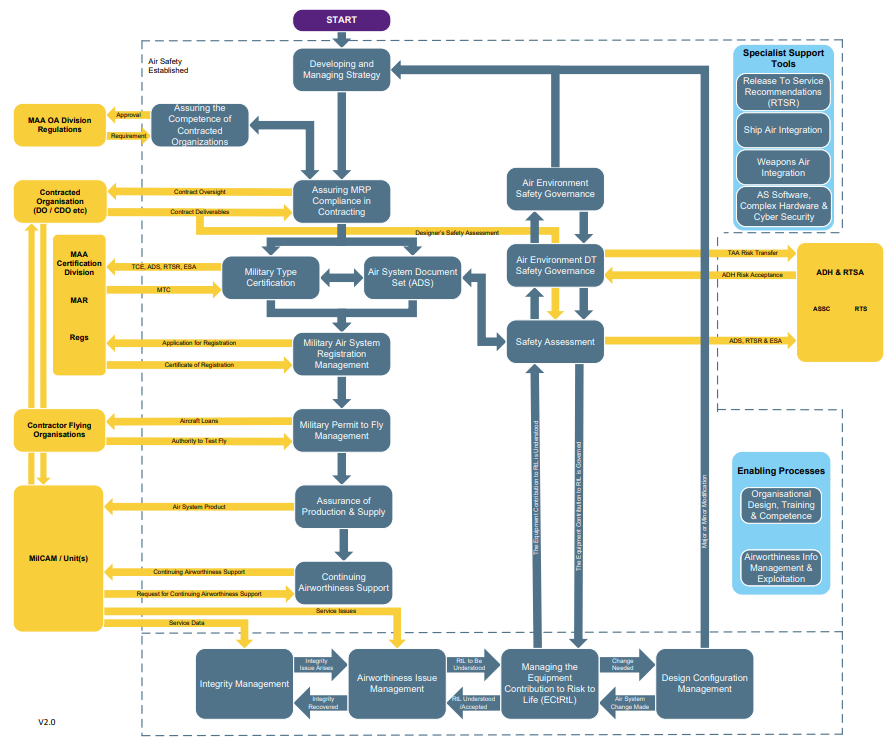 START
Air Safety
Established
Developing and
Managing Strategy
Specialist Support
Tools
Release To Service
Recommendations
(RTSR)
Ship Air Integration
Weapons Air
Integration
AS Software,
Complex Hardware &
Cyber Security
MAA OA Division
Regulations
Approval
Requirement
Assuring the
Competence of
Contracted
Organizations
Contracted
Organisation
(DO / CDO etc)
Contract Oversight
Contract Deliverables
Assuring MRP
Compliance in
Contracting
Air Environment
Safety Governance
Designer's Safety Assessment
MAA
Certification
Division
MAR
Regs
TCE, ADS, RTSR, ESA
MTC
Military Type
Certification
Air System Document
Set (ADS)
Air Environment DT
Safety Governance
TAA Risk Transfer
ADH Risk Acceptance
ADH & RTSA
ASSC
RTS
Application for Registration
Certificate of Registration
Military Air System
Registration
Management
Safety Assessment
ADS, RTSR & ESA
Contractor Flying
Organisations
Aircraft Loans
Authority to Test Fly
Military Permit to Fly
Management
The Equipment Contribution to RtL is Understood
The Equipment Contribution to RtL is Governed
Major or Minor Modification
Enabling Processes
Organisational
Design, Training
& Competence
Airworthiness Info
Management &
Exploitation
MilCAM / Unit(s)
Air System Product
Assurance of
Production & Supply
Continuing Airworthiness Support
Request for Continuing Airworthiness Support
Continuing
Airworthiness Support
Service Issues
Service Data
Integrity Management
Integrity
Issue Arises
Integrity
Recovered
Airworthiness Issue
Management
RtL to Be
Understood
RtL Understood
/Accepted
Managing the
Equipment
Contribution to Risk to
Life (ECtRtL)
Change
Needed
Air System
Change Made
Design Configuration
Management
V2.0